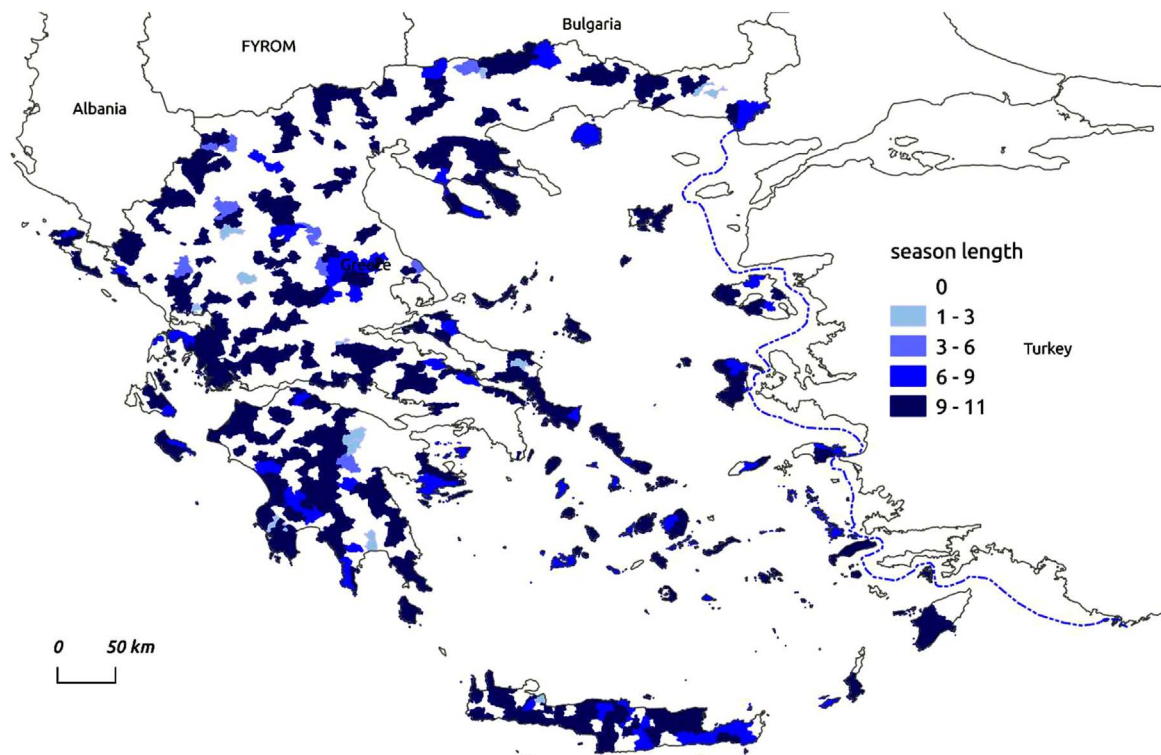 Bulgaria
FYROM
Albania
Greece
season length
0
1 - 3
3 - 6
6 - 9
9 - 11
Turkey
0 50 km